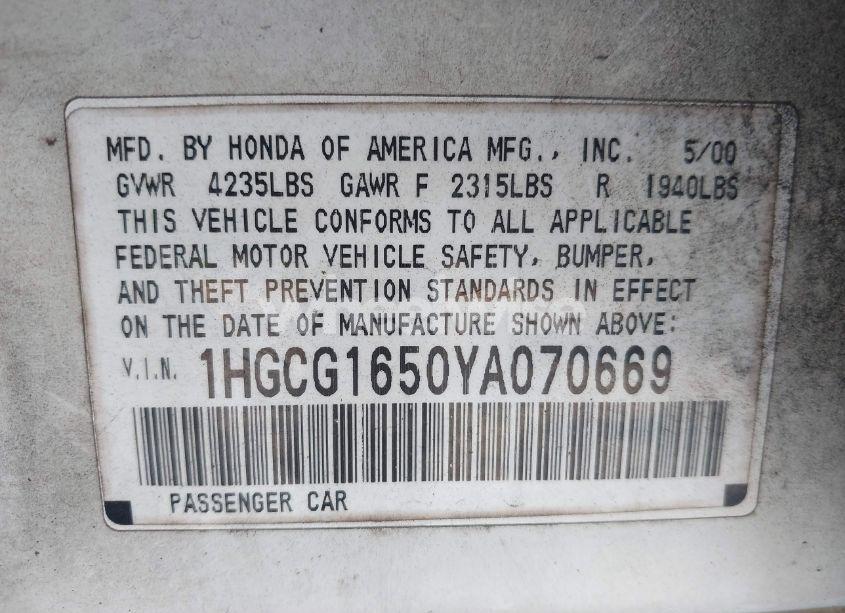 MFD. BY HONDA OF AMERICA MFG., INC. 5/00
GVWR 4235LBS GAWR F 2315LBS R 1940LBS
THIS VEHICLE CONFORMS TO ALL APPLICABLE
FEDERAL MOTOR VEHICLE SAFETY, BUMPER,
AND THEFT PREVENTION STANDARDS IN EFFECT
ON THE DATE OF MANUFACTURE SHOWN ABOVE:
V.I.N. 1HGCG1650YA070669
PASSENGER CAR